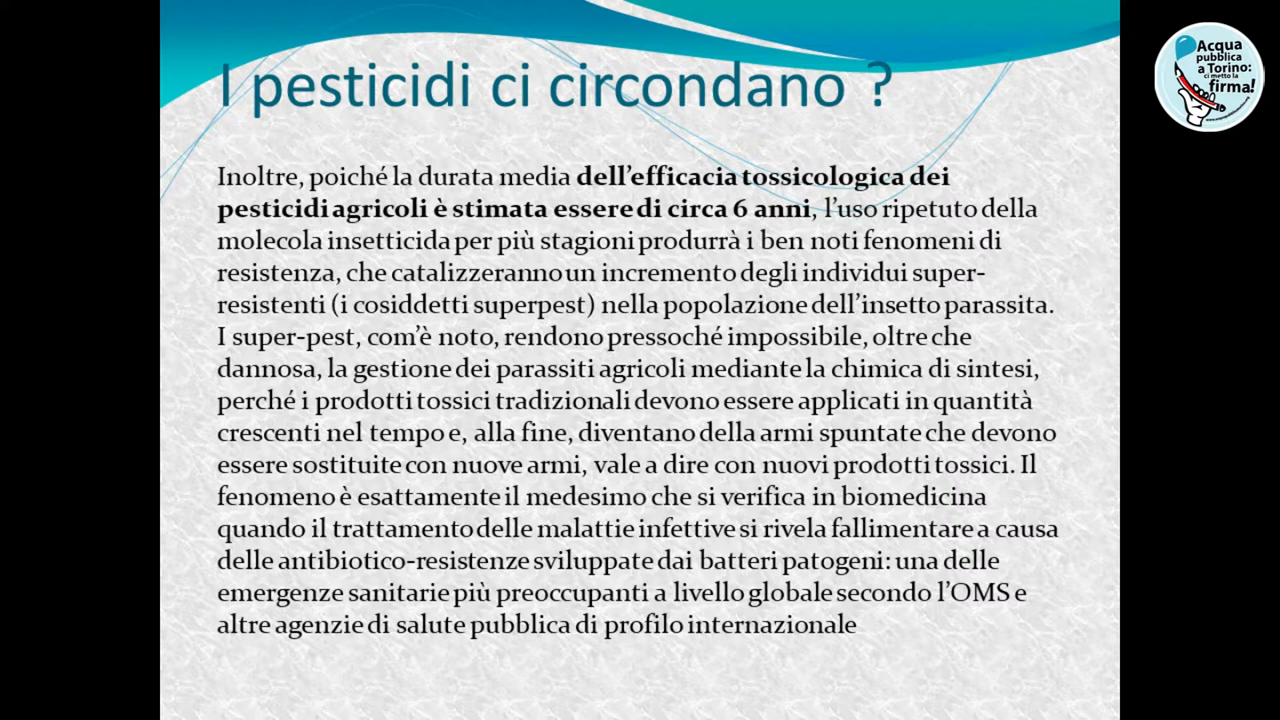 I pesticidi ci circondano ?
Inoltre, poiché la durata media dell'efficacia tossicologica dei
pesticidi agricoli è stimata essere di circa 6 anni, l'uso ripetuto della
molecola insetticida per più stagioni produrrà i ben noti fenomeni di
resistenza, che catalizzeranno un incremento degli individui super-
resistenti (i cosiddetti superpest) nella popolazione dell'insetto parassita.
I super-pest, com'è noto, rendono pressoché impossibile, oltre che
dannosa, la gestione dei parassiti agricoli mediante la chimica di sintesi,
perché i prodotti tossici tradizionali devono essere applicati in quantità
crescenti nel tempo e, alla fine, diventano della armi spuntate che devono
essere sostituite con nuove armi, vale a dire con nuovi prodotti tossici. Il
fenomeno è esattamente il medesimo che si verifica in biomedicina
quando il trattamento delle malattie infettive si rivela fallimentare a causa
delle antibiotico-resistenze sviluppate dai batteri patogeni: una delle
emergenze sanitarie più preoccupanti a livello globale secondo l'OMS e
altre agenzie di salute pubblica di profilo internazionale
Acqua
pubblica
a Torino:
ci metto la
firma!